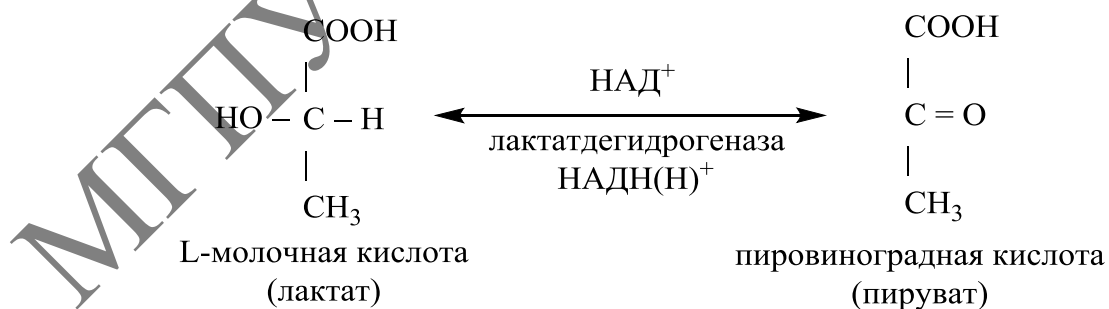 МГПУ
COOH
|
HO – C – H
|
CH₃
L-молочная кислота
(лактат)
НАД⁺
лактатдегидрогеназа
НАДН(Н)⁺
COOH
|
C = O
|
CH₃
пировиноградная кислота
(пируват)